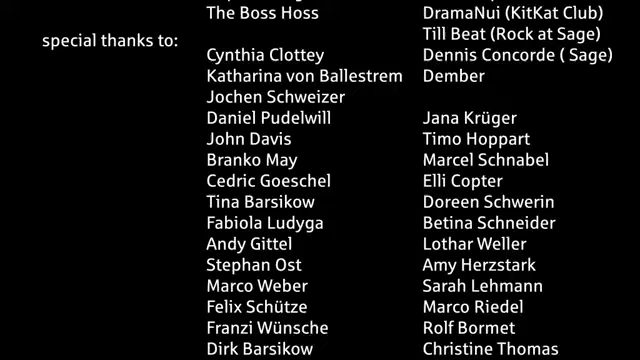 The Boss Hoss DramaNui (KitKat Club)
Till Beat (Rock at Sage)
special thanks to:
Cynthia Clottey Dennis Concorde ( Sage)
Katharina von Ballestrem Dember
Jochen Schweizer
Daniel Pudelwill Jana Krüger
John Davis Timo Hoppart
Branko May Marcel Schnabel
Cedric Goeschel Elli Copter
Tina Barsikow Doreen Schwerin
Fabiola Ludyga Betina Schneider
Andy Gittel Lothar Weller
Stephan Ost Amy Herzstark
Marco Weber Sarah Lehmann
Felix Schütze Marco Riedel
Franzi Wünsche Rolf Bormet
Dirk Barsikow Christine Thomas